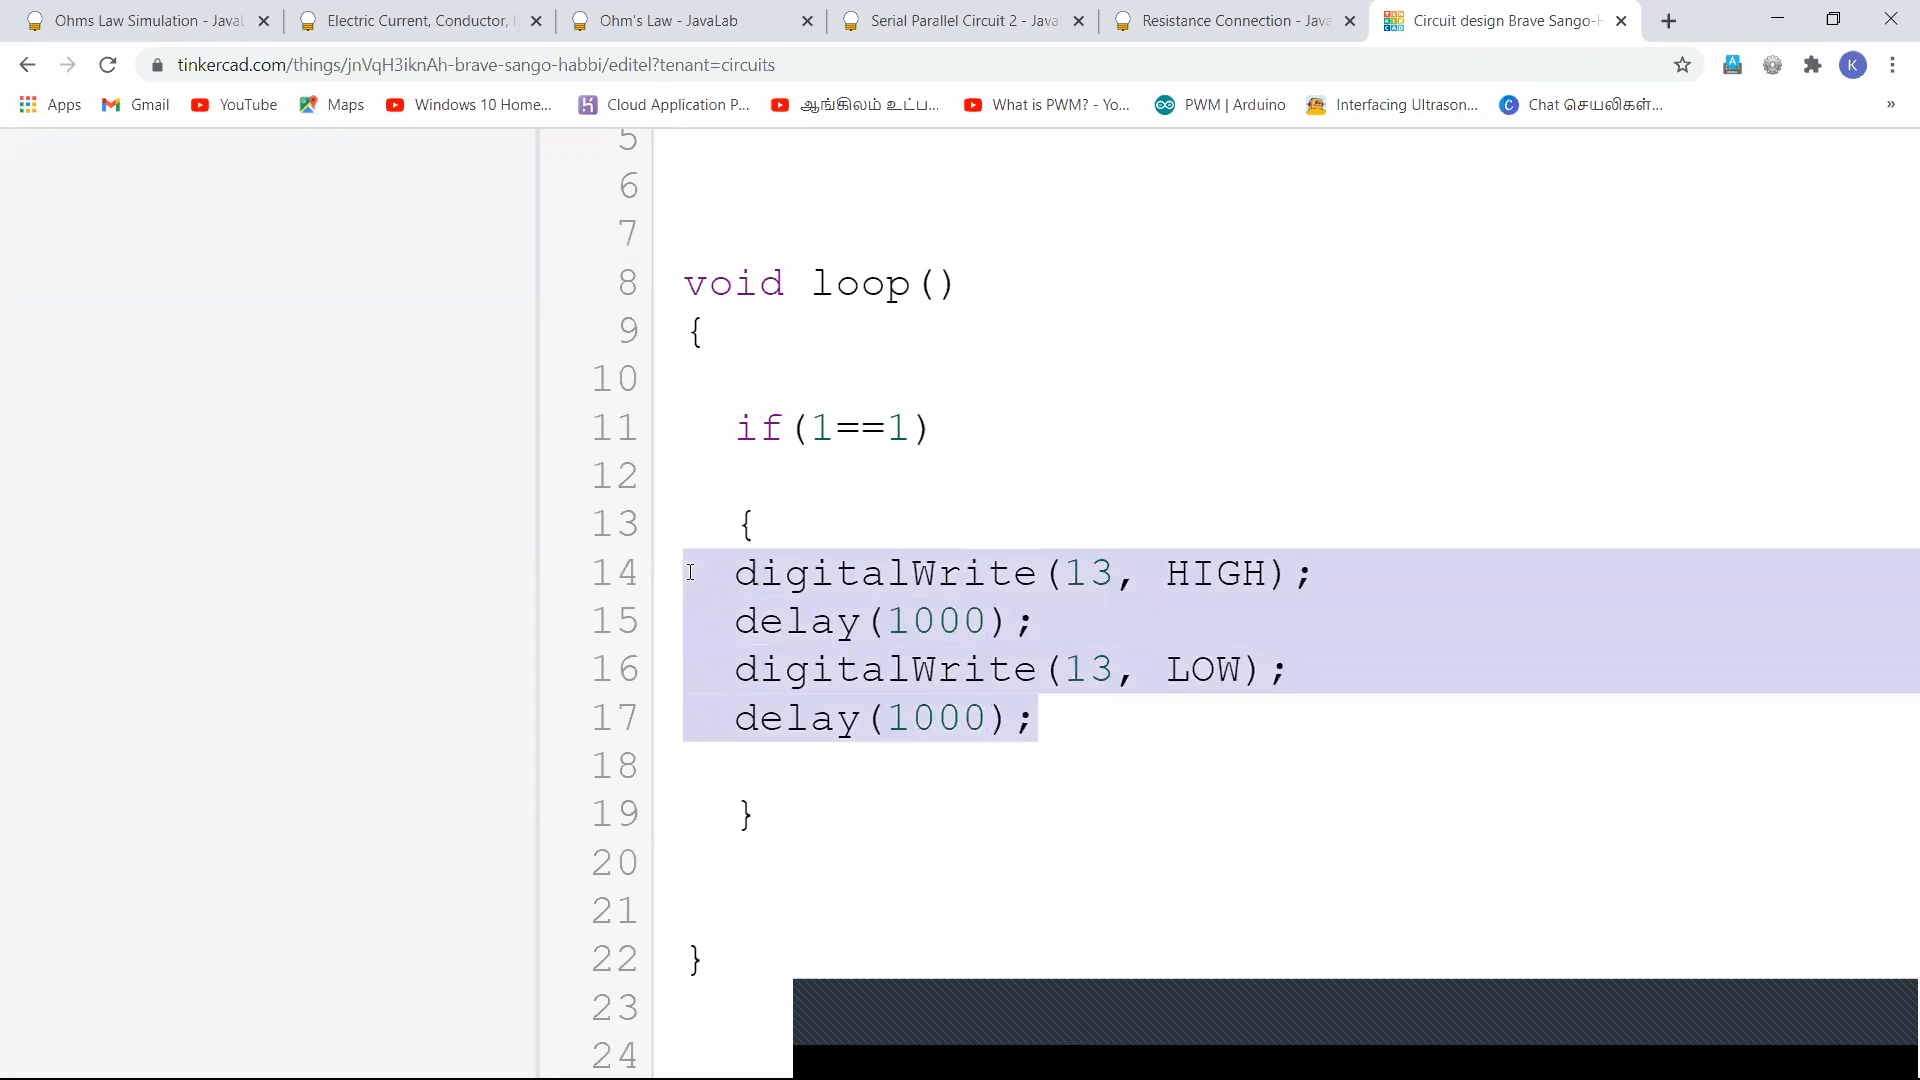 Ohms Law Simulation - JavaL
Electric Current, Conductor,
Ohm's Law - JavaLab
Serial Parallel Circuit 2 - Java
Resistance Connection - Java
Circuit design Brave Sango-H
tinkercad.com/things/jnVqH3iknAh-brave-sango-habbi/editel?tenant=circuits
K
Apps
Gmail
YouTube
Maps
Windows 10 Home...
Cloud Application P...
ஆங்கிலம் உட்ப...
What is PWM? - Yo...
PWM | Arduino
Interfacing Ultrason...
Chat செயலிகள்...
»
5
6
7
8 void loop()
9 {
10
11 if(1==1)
12
13 {
14 digitalWrite(13, HIGH);
15 delay(1000);
16 digitalWrite(13, LOW);
17 delay(1000);
18
19 }
20
21
22 }
23
24